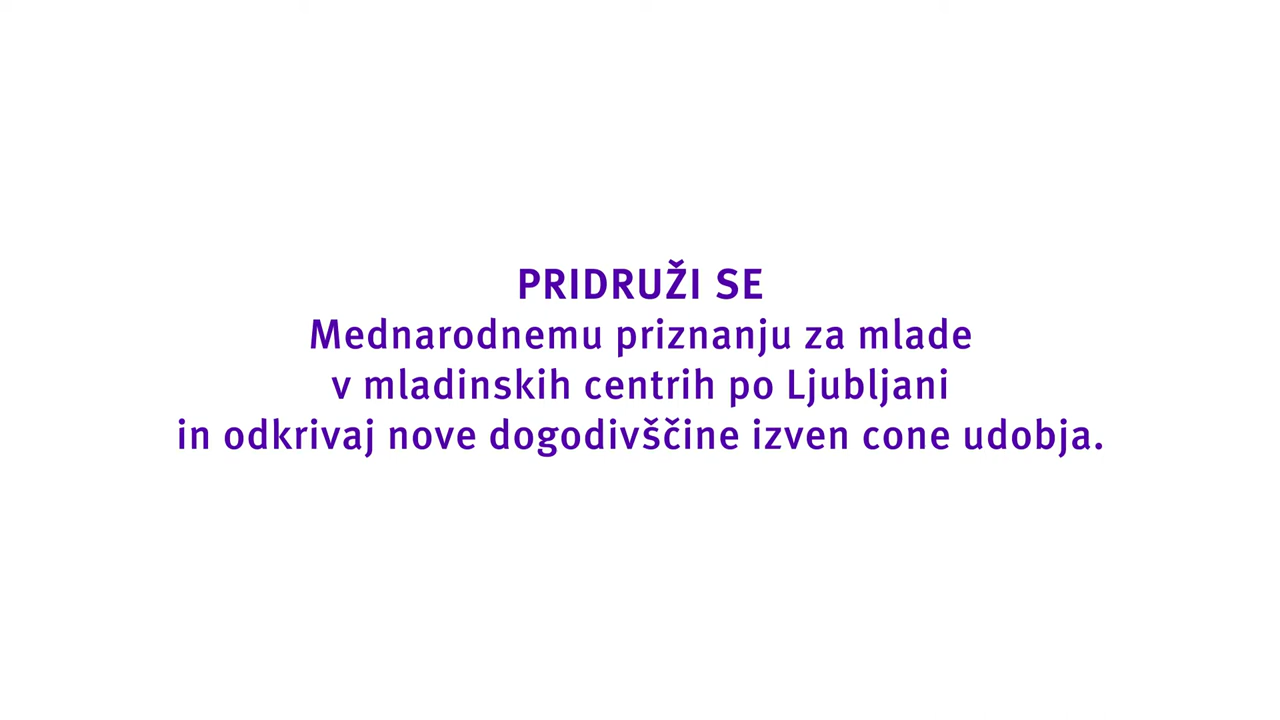 PRIDRUŽI SE
Mednarodnemu priznanju za mlade
v mladinskih centrih po Ljubljani
in odkrivaj nove dogodivščine izven cone udobja.